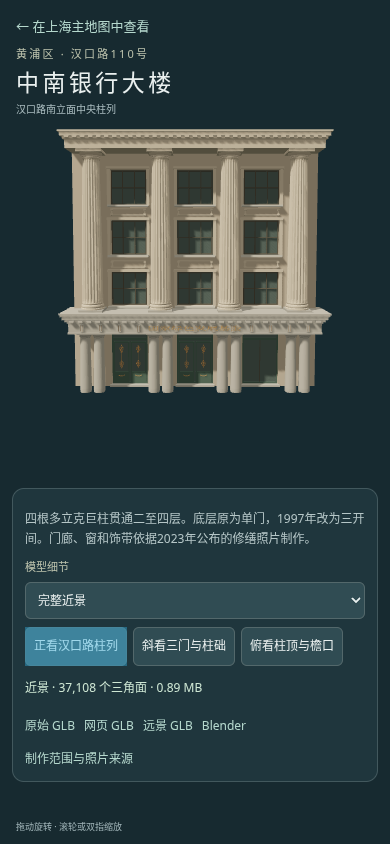 ← 在上海主地图中查看
黄浦区 · 汉口路110号
中南银行大楼
汉口路南立面中央柱列
四根多立克巨柱贯通二至四层。底层原为单门，1997年改为三开
间。门廊、窗和饰带依据2023年公布的修缮照片制作。
模型细节
完整近景
正看汉口路柱列 斜看三门与柱础 俯看柱顶与檐口
近景 · 37,108 个三角面 · 0.89 MB
原始 GLB 网页 GLB 远景 GLB Blender
制作范围与照片来源
拖动旋转 · 滚轮或双指缩放